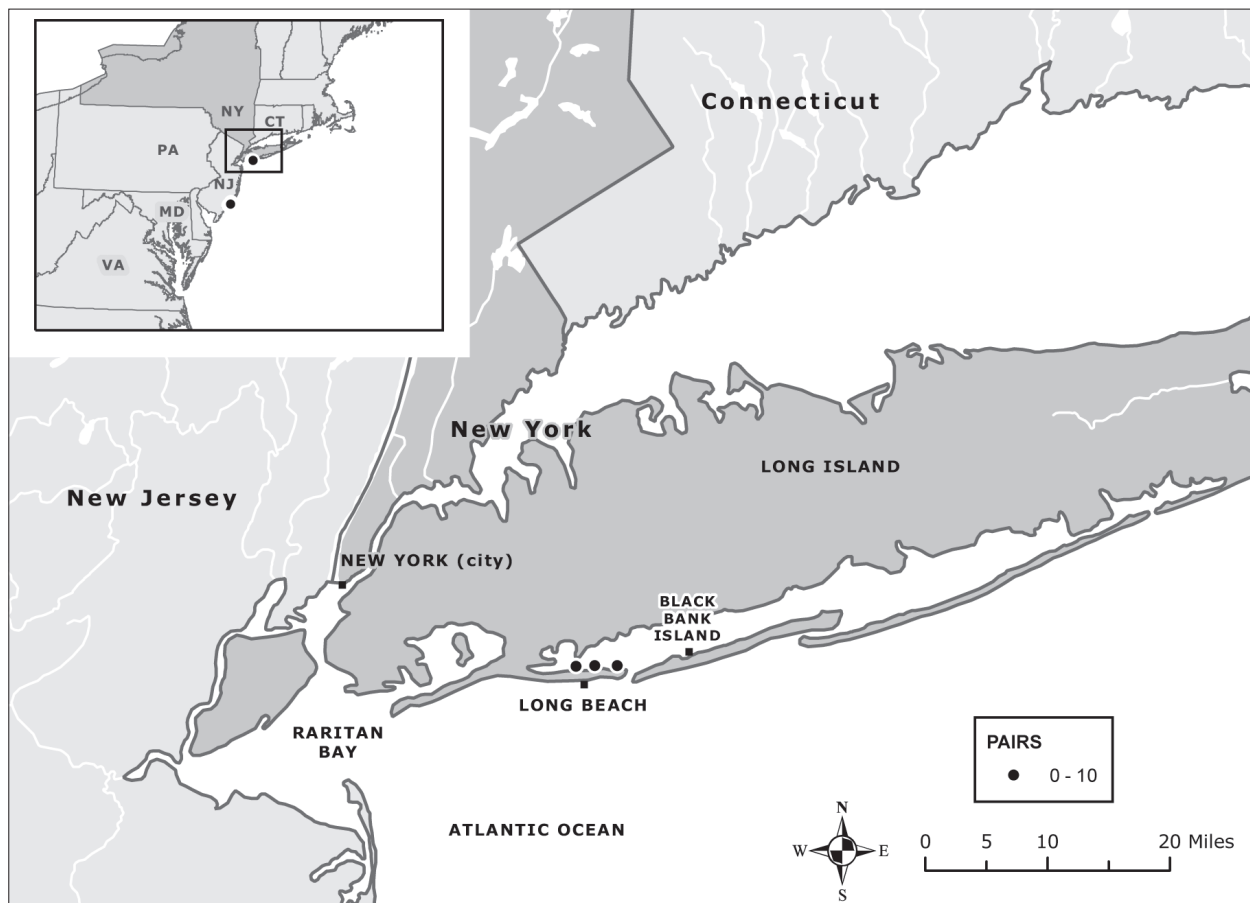 NY
CT
PA
NJ
MD
VA
Connecticut
New York
LONG ISLAND
New Jersey
NEW YORK (city)
BLACK
BANK
ISLAND
LONG BEACH
RARITAN
BAY
PAIRS
0 - 10
ATLANTIC OCEAN
N
W E
S
0 5 10 20 Miles